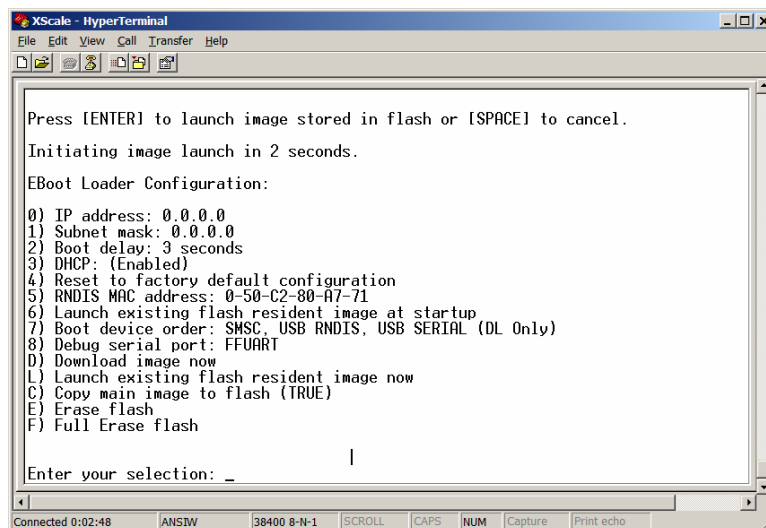 XScale - HyperTerminal
File Edit View Call Transfer Help
Press [ENTER] to launch image stored in flash or [SPACE] to cancel.
Initiating image launch in 2 seconds.
EBoot Loader Configuration:
0) IP address: 0.0.0.0
1) Subnet mask: 0.0.0.0
2) Boot delay: 3 seconds
3) DHCP: (Enabled)
4) Reset to factory default configuration
5) RNDIS MAC address: 0-50-C2-80-A7-71
6) Launch existing flash resident image at startup
7) Boot device order: SMSC, USB RNDIS, USB SERIAL (DL Only)
8) Debug serial port: FFUART
D) Download image now
L) Launch existing flash resident image now
C) Copy main image to flash (TRUE)
E) Erase flash
F) Full Erase flash
Enter your selection: _
Connected 0:02:48 ANSIW 38400 8-N-1 SCROLL CAPS NUM Capture Print echo